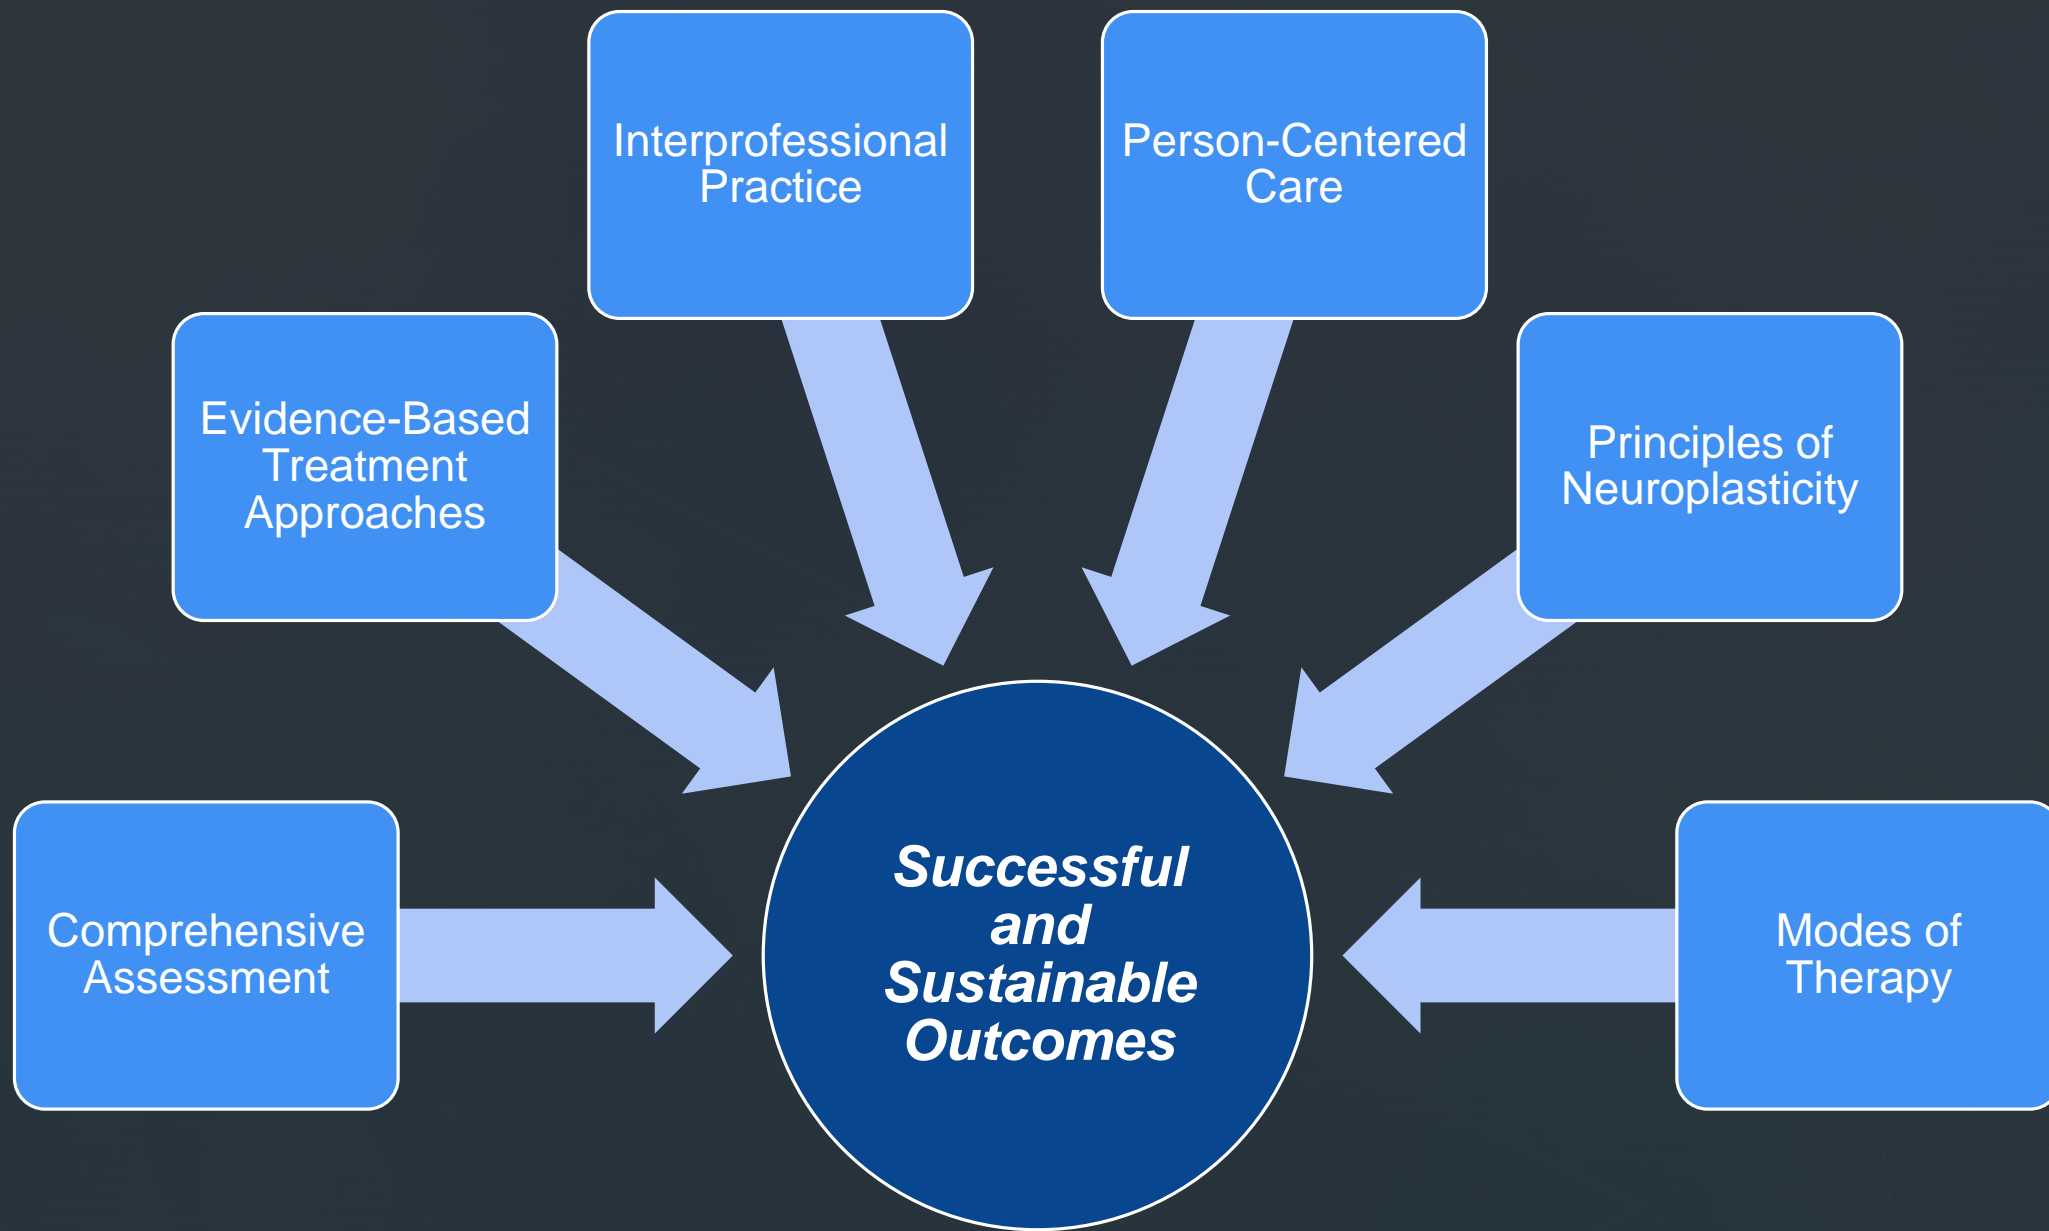 Interprofessional
Practice
Person-Centered
Care
Evidence-Based
Treatment
Approaches
Principles of
Neuroplasticity
Comprehensive
Assessment
Successful
and
Sustainable
Outcomes
Modes of
Therapy